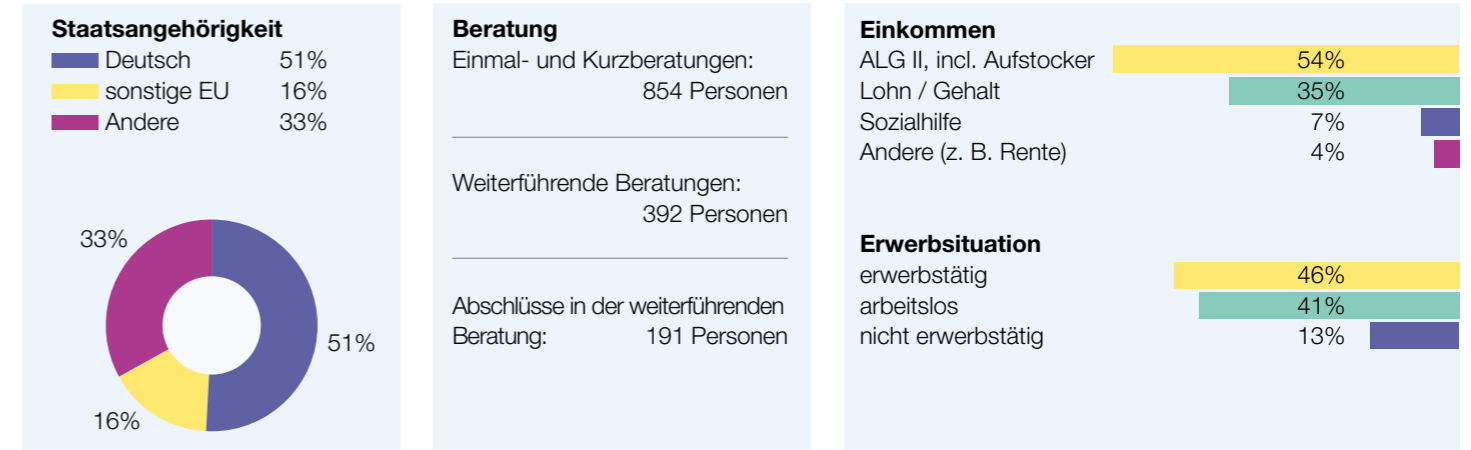 Staatsangehörigkeit
Deutsch 51%
sonstige EU 16%
Andere 33%
33%
51%
16%
Beratung
Einmal- und Kurzberatungen:
854 Personen
Weiterführende Beratungen:
392 Personen
Abschlüsse in der weiterführenden
Beratung: 191 Personen
Einkommen
ALG II, incl. Aufstocker 54%
Lohn / Gehalt 35%
Sozialhilfe 7%
Andere (z. B. Rente) 4%
Erwerbsituation
erwerbstätig 46%
arbeitslos 41%
nicht erwerbstätig 13%